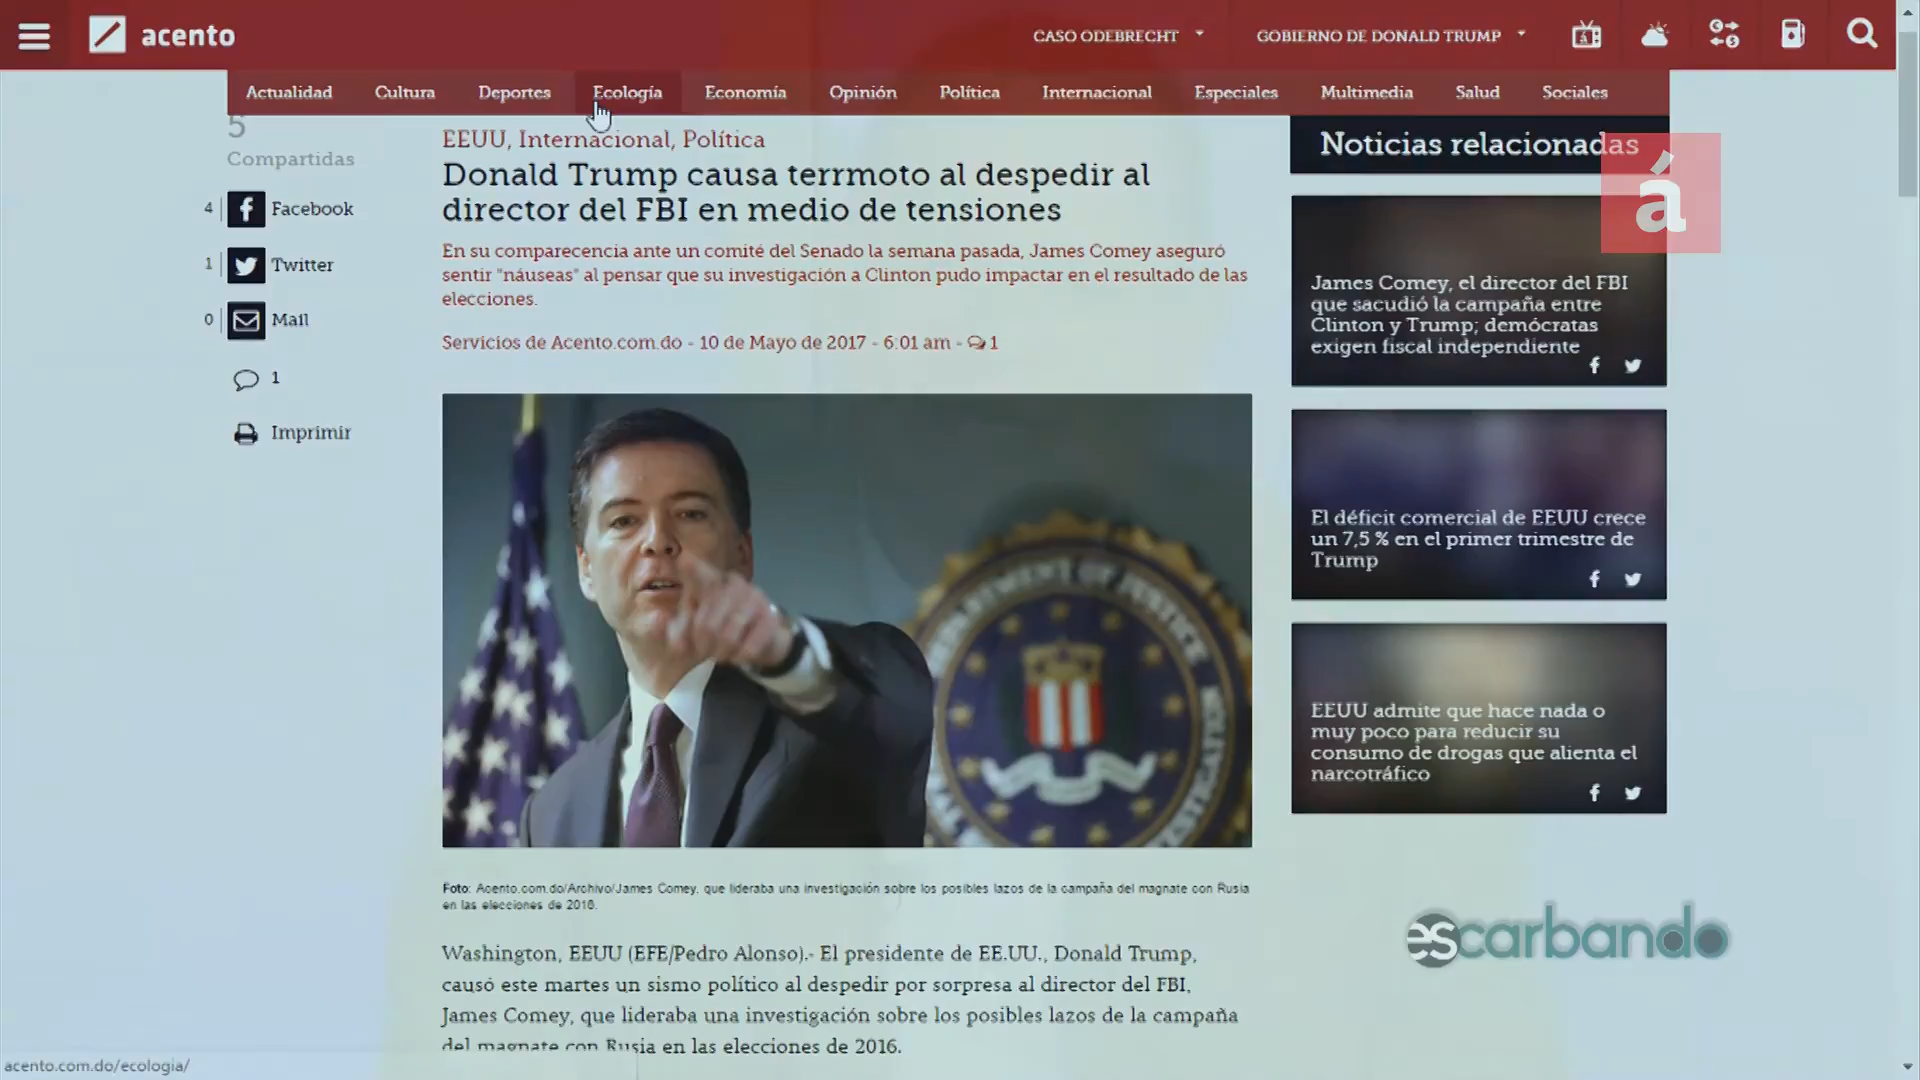 acento
CASO ODEBRECHT
GOBIERNO DE DONALD TRUMP
Actualidad Cultura Deportes Ecología Economía Opinión Política Internacional Especiales Multimedia Salud Sociales
5
Compartidas
4 Facebook
1 Twitter
0 Mail
1
Imprimir
EEUU, Internacional, Política
Donald Trump causa terrmoto al despedir al
director del FBI en medio de tensiones
En su comparecencia ante un comité del Senado la semana pasada, James Comey aseguró
sentir "náuseas" al pensar que su investigación a Clinton pudo impactar en el resultado de las
elecciones.
Servicios de Acento.com.do - 10 de Mayo de 2017 - 6:01 am - 1
DEPARTMENT OF JUSTICE
Foto: Acento.com.do/Archivo/James Comey, que lideraba una investigación sobre los posibles lazos de la campaña del magnate con Rusia
en las elecciones de 2016.
Washington, EEUU (EFE/Pedro Alonso).- El presidente de EE.UU., Donald Trump,
causó este martes un sismo político al despedir por sorpresa al director del FBI,
James Comey, que lideraba una investigación sobre los posibles lazos de la campaña
del magnate con Rusia en las elecciones de 2016.
Noticias relacionadas
á
James Comey, el director del FBI
que sacudió la campaña entre
Clinton y Trump; demócratas
exigen fiscal independiente
El déficit comercial de EEUU crece
un 7,5 % en el primer trimestre de
Trump
EEUU admite que hace nada o
muy poco para reducir su
consumo de drogas que alienta el
narcotráfico
escarbando
acento.com.do/ecologia/